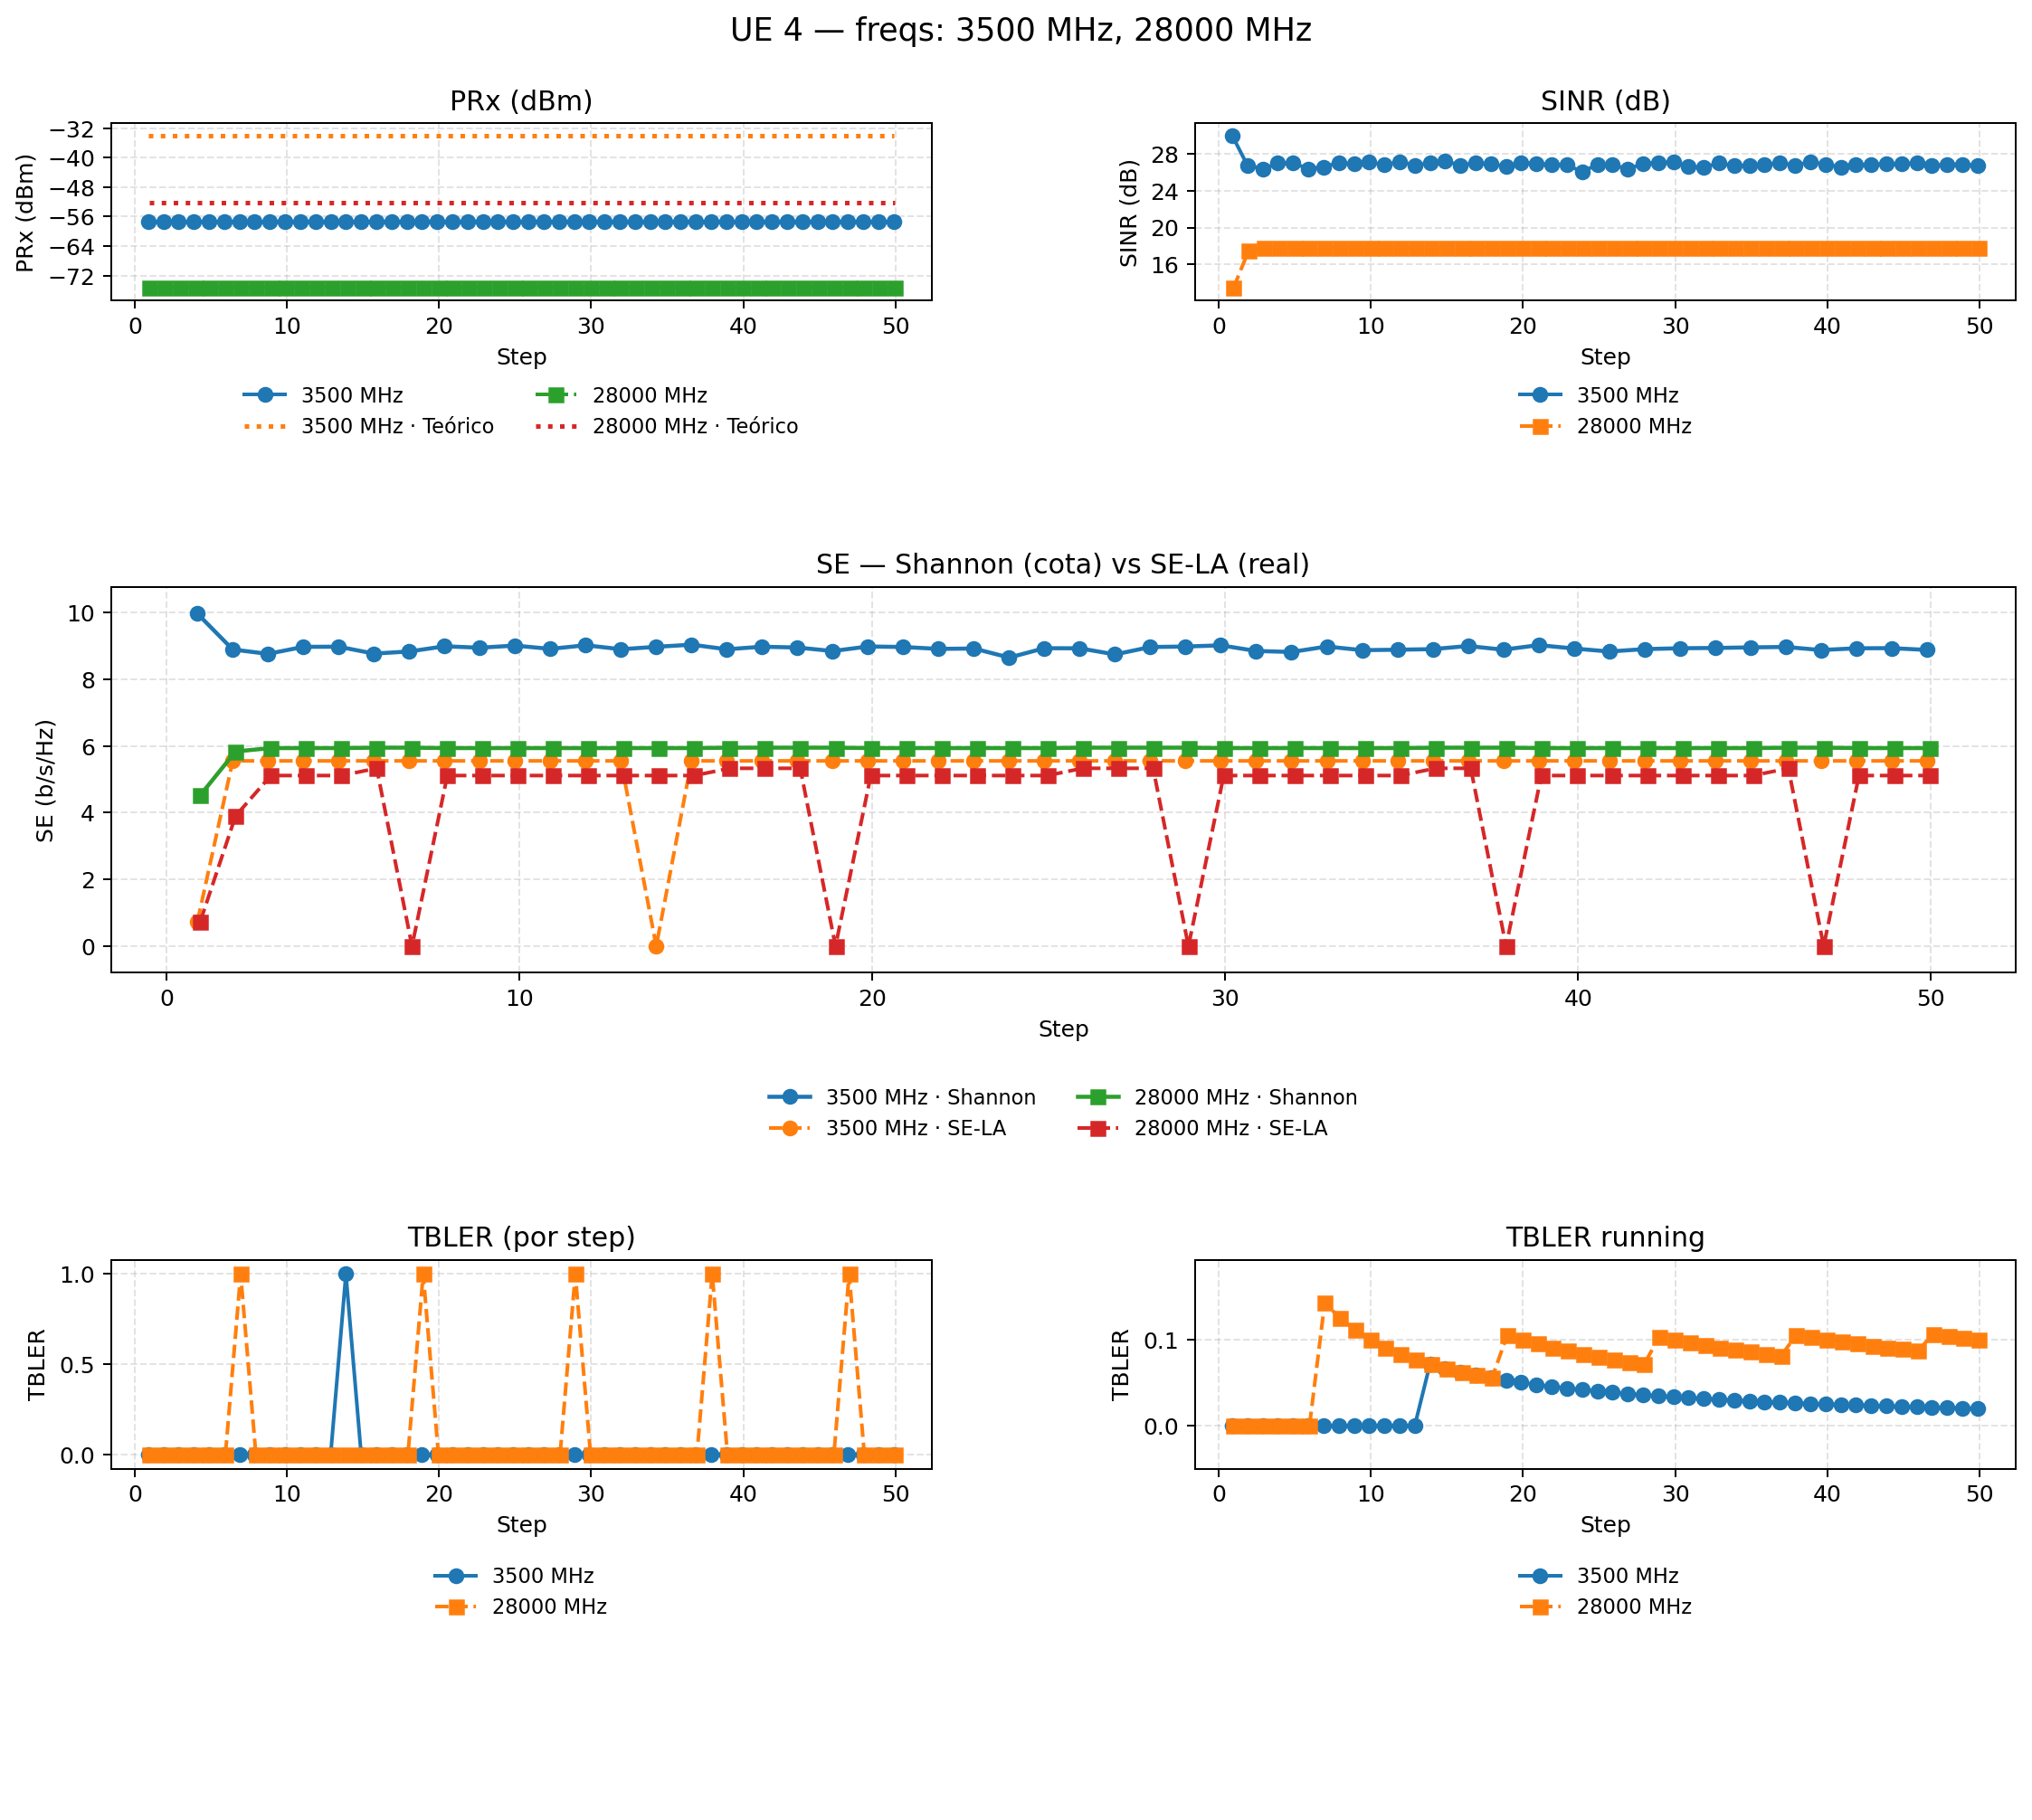 UE 4 — freqs: 3500 MHz, 28000 MHz
PRx (dBm)
PRx (dBm)
−32
−40
−48
−56
−64
−72
0 10 20 30 40 50
Step
3500 MHz
3500 MHz · Teórico
28000 MHz
28000 MHz · Teórico
SINR (dB)
SINR (dB)
28
24
20
16
0 10 20 30 40 50
Step
3500 MHz
28000 MHz
SE — Shannon (cota) vs SE-LA (real)
SE (b/s/Hz)
10
8
6
4
2
0
0 10 20 30 40 50
Step
3500 MHz · Shannon
3500 MHz · SE-LA
28000 MHz · Shannon
28000 MHz · SE-LA
TBLER (por step)
TBLER
1.0
0.5
0.0
0 10 20 30 40 50
Step
3500 MHz
28000 MHz
TBLER running
TBLER
0.1
0.0
0 10 20 30 40 50
Step
3500 MHz
28000 MHz